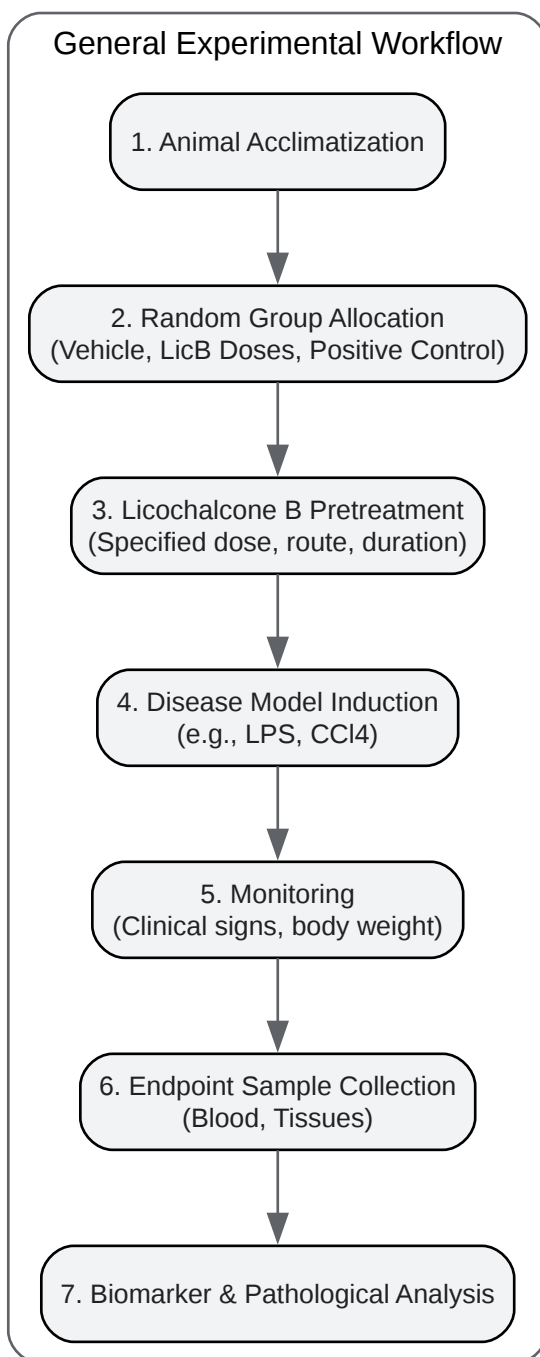 General Experimental Workflow
1. Animal Acclimatization
2. Random Group Allocation
(Vehicle, LicB Doses, Positive Control)
3. Licochalcone B Pretreatment
(Specified dose, route, duration)
4. Disease Model Induction
(e.g., LPS, CCl4)
5. Monitoring
(Clinical signs, body weight)
6. Endpoint Sample Collection
(Blood, Tissues)
7. Biomarker & Pathological Analysis